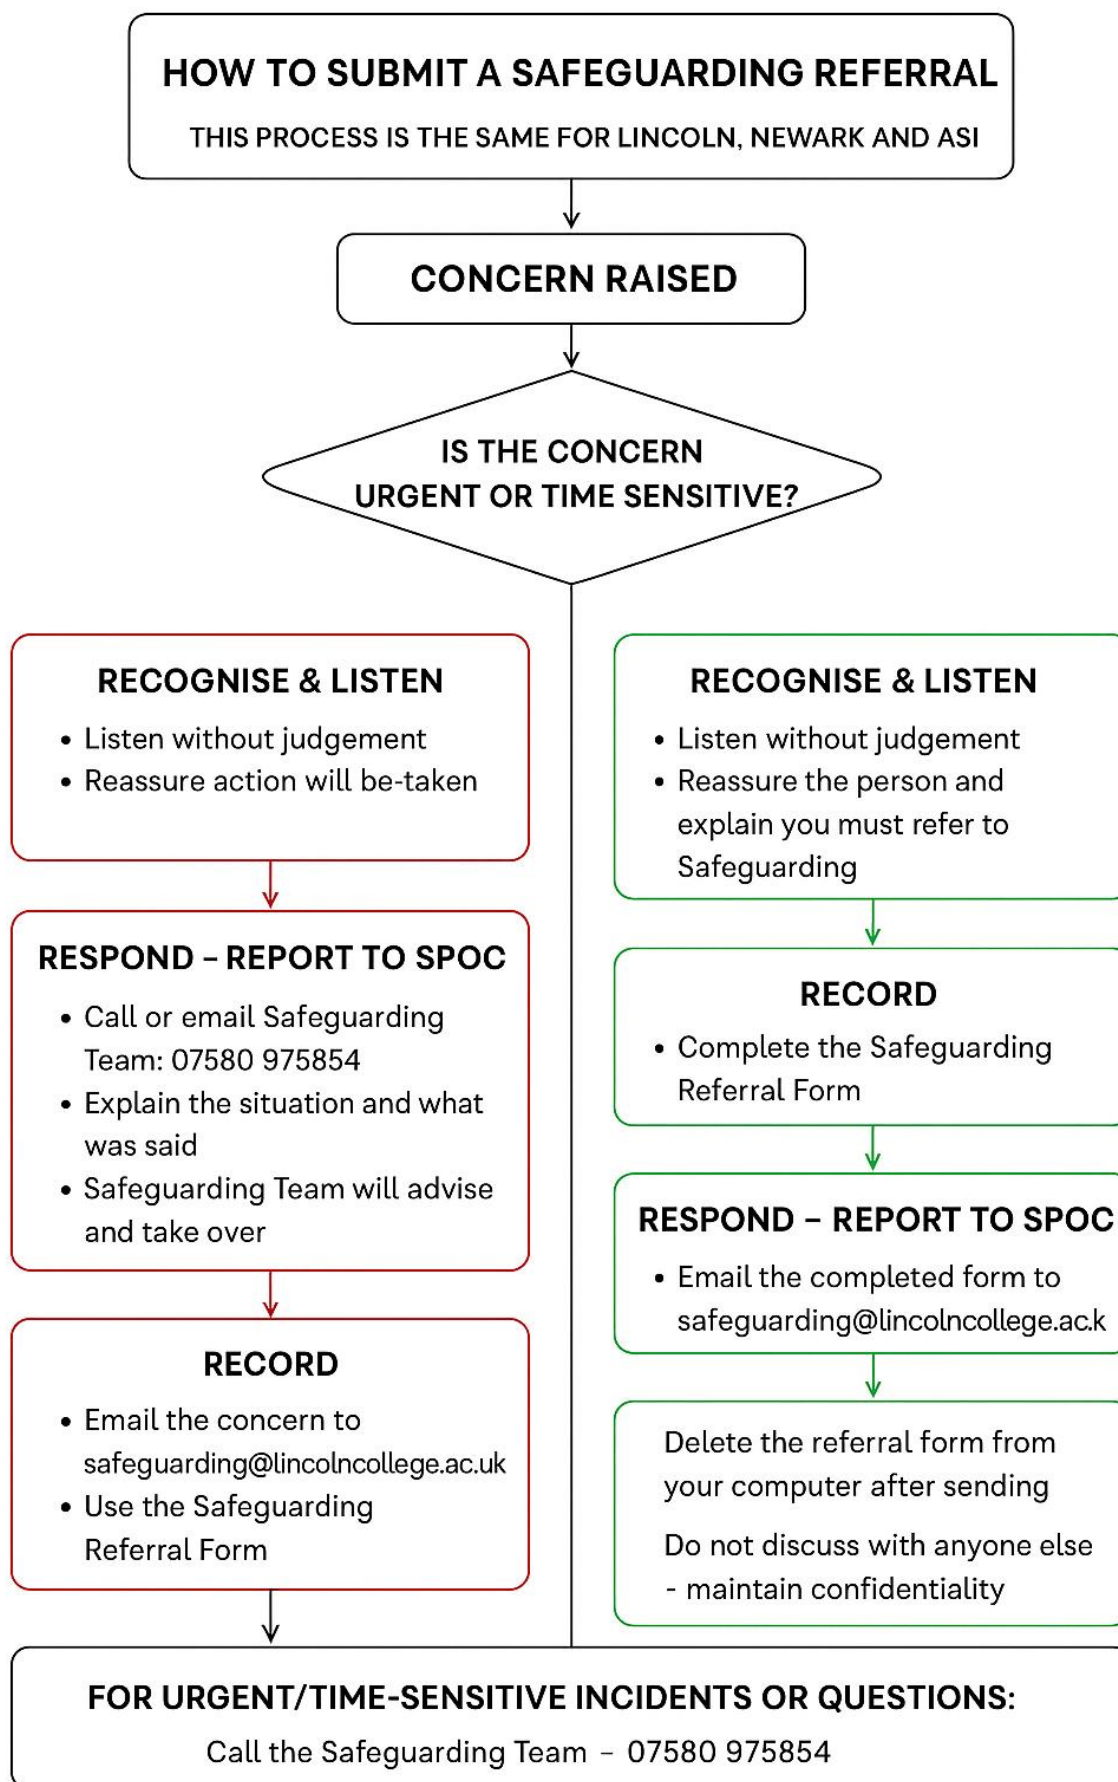 HOW TO SUBMIT A SAFEGUARDING REFERRAL
THIS PROCESS IS THE SAME FOR LINCOLN, NEWARK AND ASI
CONCERN RAISED
IS THE CONCERN
URGENT OR TIME SENSITIVE?
RECOGNISE & LISTEN
• Listen without judgement
• Reassure action will be-taken
RESPOND – REPORT TO SPOC
• Call or email Safeguarding
Team: 07580 975854
• Explain the situation and what
was said
• Safeguarding Team will advise
and take over
RECORD
• Email the concern to
safeguarding@lincolncollege.ac.uk
• Use the Safeguarding
Referral Form
RECOGNISE & LISTEN
• Listen without judgement
• Reassure the person and
explain you must refer to
Safeguarding
RECORD
• Complete the Safeguarding
Referral Form
RESPOND – REPORT TO SPOC
• Email the completed form to
safeguarding@lincolncollege.ac.k
Delete the referral form from
your computer after sending
Do not discuss with anyone else
- maintain confidentiality
FOR URGENT/TIME-SENSITIVE INCIDENTS OR QUESTIONS:
Call the Safeguarding Team – 07580 975854